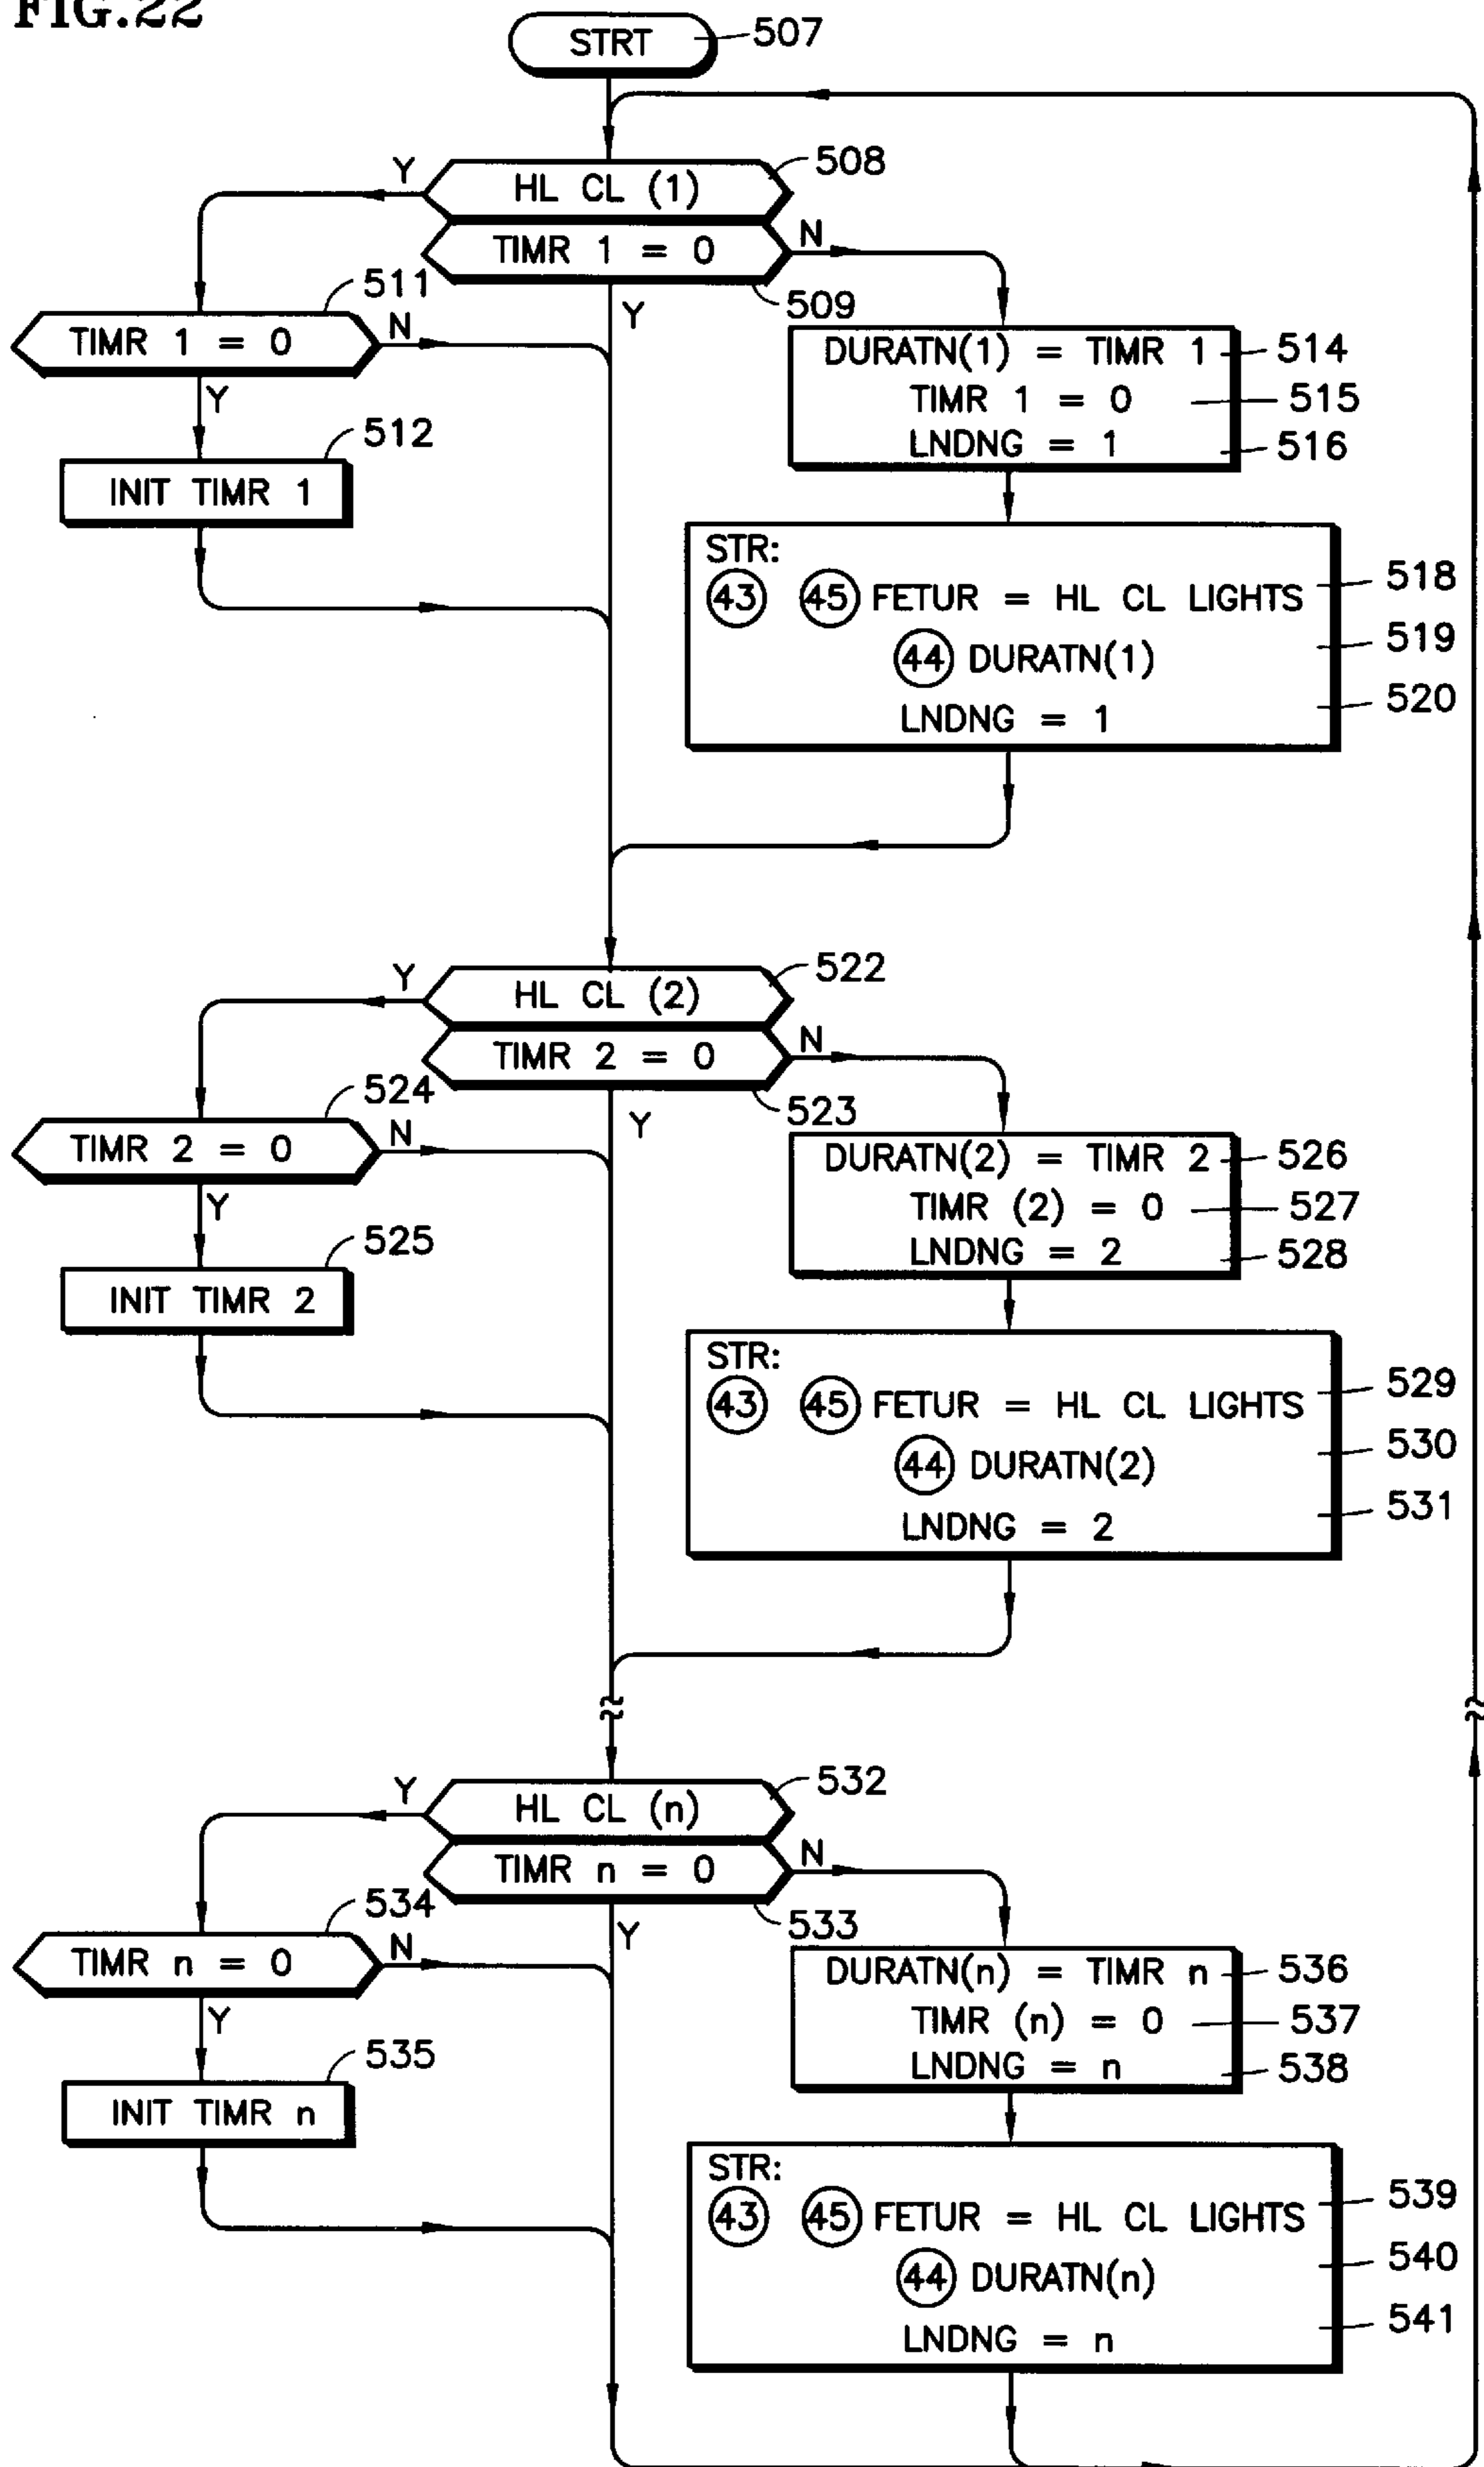 FIG.22
STRT 507
Y HL CL (1) 508
TIMR 1 = 0 N
509
Y
511
TIMR 1 = 0 N
Y
512
INIT TIMR 1
DURATN(1) = TIMR 1 514
TIMR 1 = 0 515
LNDNG = 1 516
STR:
43 45 FETUR = HL CL LIGHTS 518
44 DURATN(1) 519
LNDNG = 1 520
Y HL CL (2) 522
TIMR 2 = 0 N
523
Y
524
TIMR 2 = 0 N
Y
525
INIT TIMR 2
DURATN(2) = TIMR 2 526
TIMR (2) = 0 527
LNDNG = 2 528
STR:
43 45 FETUR = HL CL LIGHTS 529
44 DURATN(2) 530
LNDNG = 2 531
Y HL CL (n) 532
TIMR n = 0 N
533
Y
534
TIMR n = 0 N
Y
535
INIT TIMR n
DURATN(n) = TIMR n 536
TIMR (n) = 0 537
LNDNG = n 538
STR:
43 45 FETUR = HL CL LIGHTS 539
44 DURATN(n) 540
LNDNG = n 541